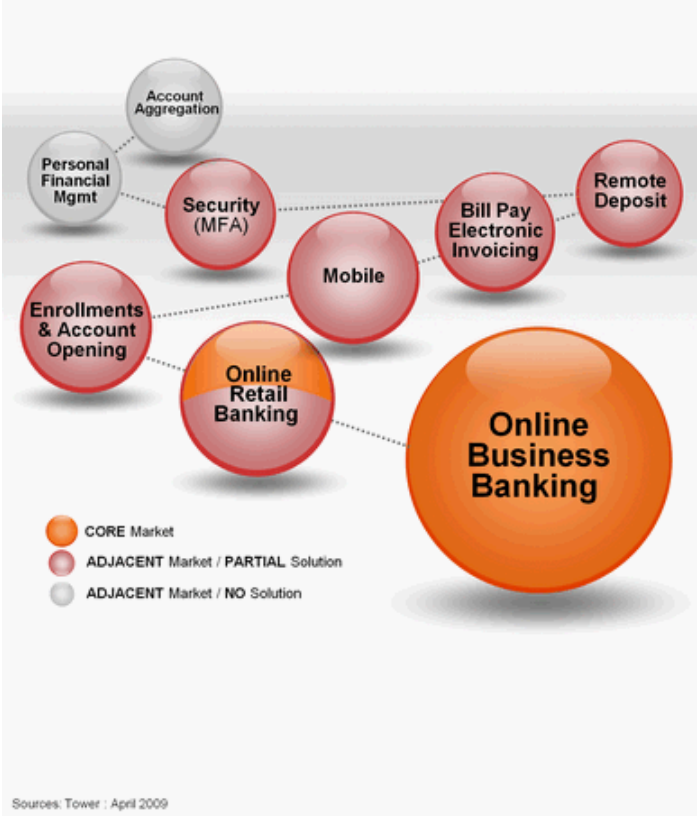 Account
Aggregation
Personal
Financial
Mgmt
Security
(MFA)
Remote
Deposit
Bill Pay
Electronic
Invoicing
Mobile
Enrollments
& Account
Opening
Online
Retail
Banking
Online
Business
Banking
CORE Market
ADJACENT Market / PARTIAL Solution
ADJACENT Market / NO Solution
Sources: Tower : April 2009